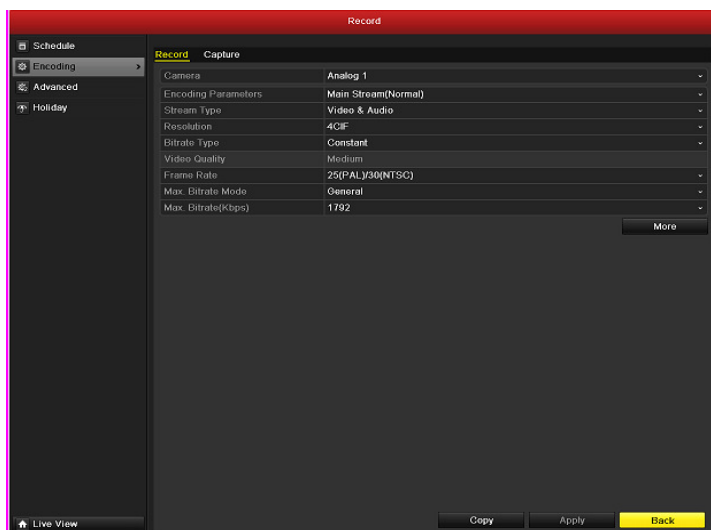 Record
Schedule
Encoding
Advanced
Holiday
Record Capture
Camera Analog 1
Encoding Parameters Main Stream(Normal)
Stream Type Video & Audio
Resolution 4CIF
Bitrate Type Constant
Video Quality Medium
Frame Rate 25(PAL)/30(NTSC)
Max. Bitrate Mode General
Max. Bitrate(Kbps) 1792
More
Live View
Copy Apply Back